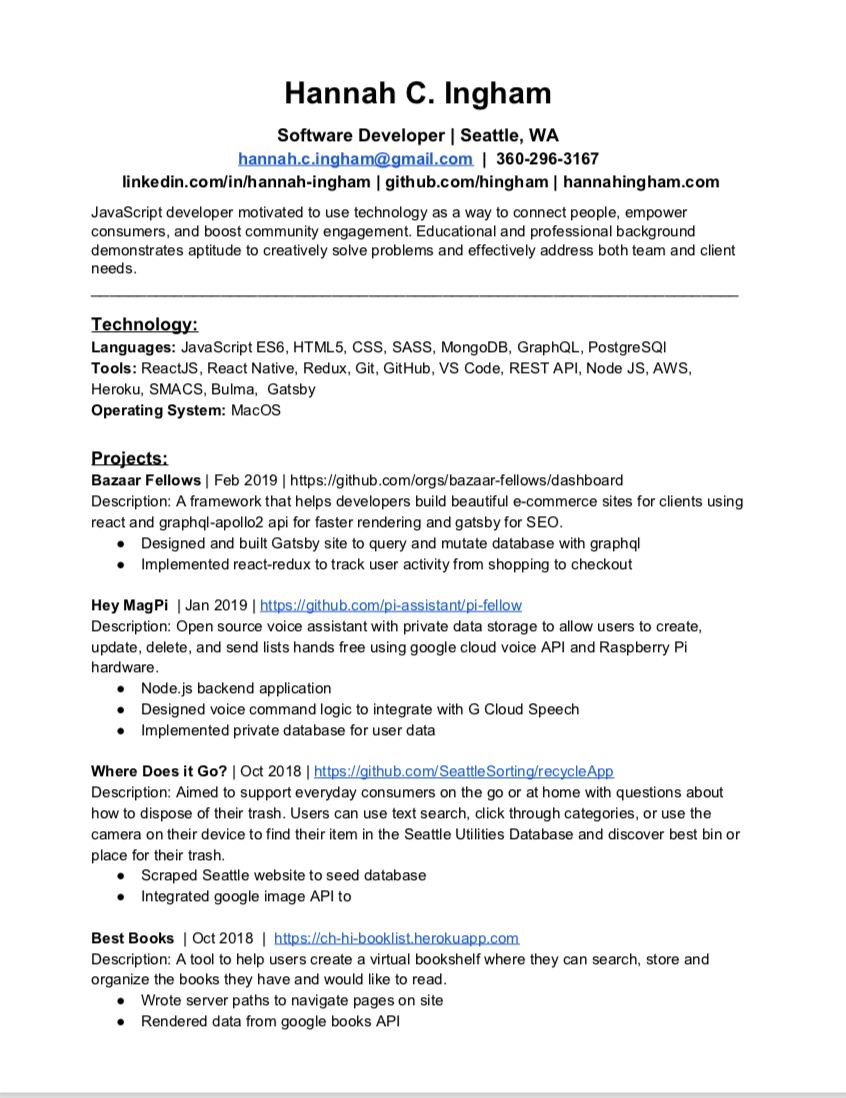 Hannah C. Ingham
Software Developer | Seattle, WA
hannah.c.ingham@gmail.com | 360-296-3167
linkedin.com/in/hannah-ingham | github.com/hingham | hannahingham.com
JavaScript developer motivated to use technology as a way to connect people, empower
consumers, and boost community engagement. Educational and professional background
demonstrates aptitude to creatively solve problems and effectively address both team and client
needs.
Technology:
Languages: JavaScript ES6, HTML5, CSS, SASS, MongoDB, GraphQL, PostgreSQl
Tools: ReactJS, React Native, Redux, Git, GitHub, VS Code, REST API, Node JS, AWS,
Heroku, SMACS, Bulma, Gatsby
Operating System: MacOS
Projects:
Bazaar Fellows | Feb 2019 | https://github.com/orgs/bazaar-fellows/dashboard
Description: A framework that helps developers build beautiful e-commerce sites for clients using
react and graphql-apollo2 api for faster rendering and gatsby for SEO.
● Designed and built Gatsby site to query and mutate database with graphql
● Implemented react-redux to track user activity from shopping to checkout
Hey MagPi | Jan 2019 | https://github.com/pi-assistant/pi-fellow
Description: Open source voice assistant with private data storage to allow users to create,
update, delete, and send lists hands free using google cloud voice API and Raspberry Pi
hardware.
● Node.js backend application
● Designed voice command logic to integrate with G Cloud Speech
● Implemented private database for user data
Where Does it Go? | Oct 2018 | https://github.com/SeattleSorting/recycleApp
Description: Aimed to support everyday consumers on the go or at home with questions about
how to dispose of their trash. Users can use text search, click through categories, or use the
camera on their device to find their item in the Seattle Utilities Database and discover best bin or
place for their trash.
● Scraped Seattle website to seed database
● Integrated google image API to
Best Books | Oct 2018 | https://ch-hi-booklist.herokuapp.com
Description: A tool to help users create a virtual bookshelf where they can search, store and
organize the books they have and would like to read.
● Wrote server paths to navigate pages on site
● Rendered data from google books API